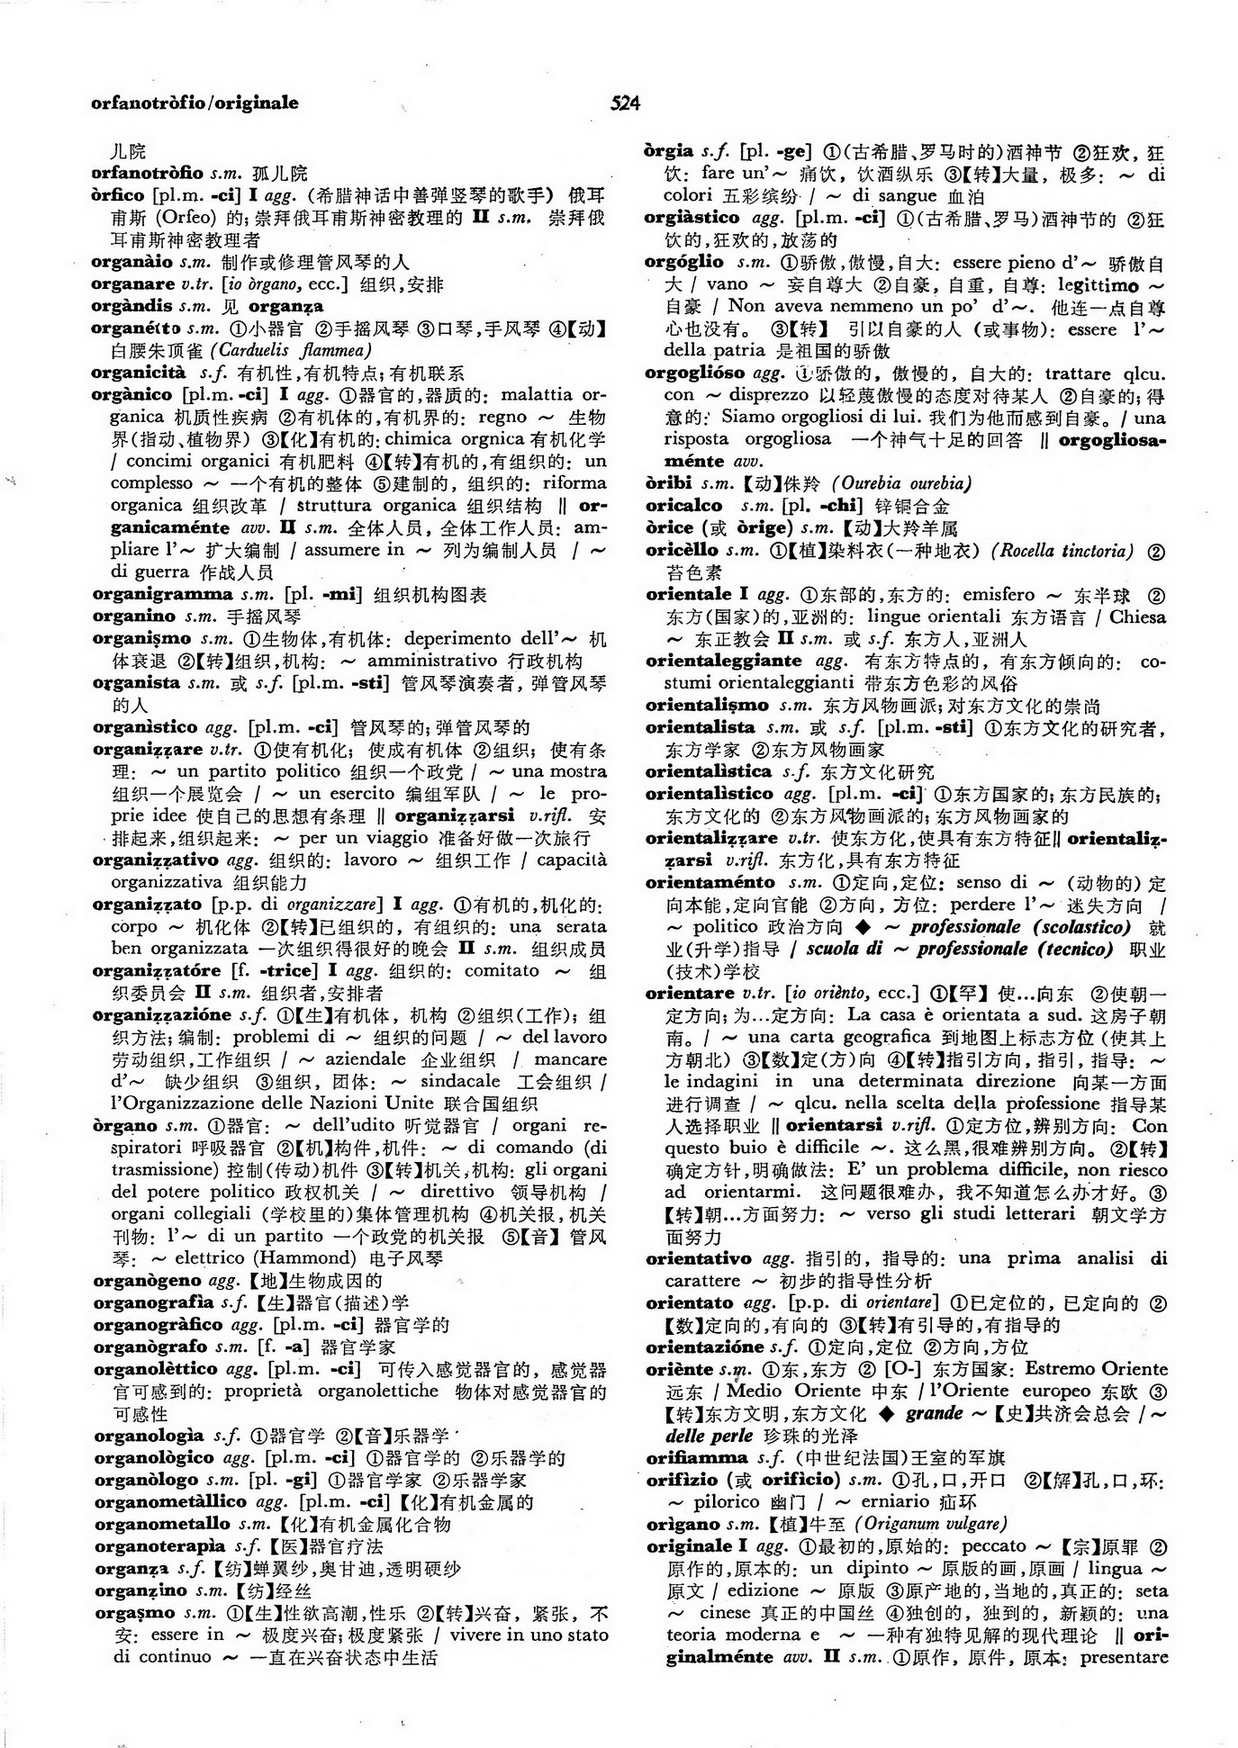 orfanotròfio/originale
524
儿院
orfanotròfio s.m. 孤儿院
òrfico [pl.m. -ci] I agg. (希腊神话中善弹竖琴的歌手) 俄耳
甫斯 (Orfeo) 的;崇拜俄耳甫斯神密教理的 II s.m. 崇拜俄
耳甫斯神密教理者
organàio s.m. 制作或修理管风琴的人
organare v.tr. [io òrgano, ecc.] 组织,安排
orgàndis s.m. 见 organẓa
organétto s.m. ①小器官 ②手摇风琴 ③口琴,手风琴 ④【动】
白腰朱顶雀 (Carduelis flammea)
organicità s.f. 有机性,有机特点;有机联系
orgànico [pl.m. -ci] I agg. ①器官的,器质的: malattia or-
ganica 机质性疾病 ②有机体的,有机界的: regno ～ 生物
界(指动、植物界) ③【化】有机的: chimica orgnica 有机化学
/ concimi organici 有机肥料 ④【转】有机的,有组织的: un
complesso ～ 一个有机的整体 ⑤建制的, 组织的: riforma
organica 组织改革 / struttura organica 组织结构 ‖ or-
ganicaménte avv. II s.m. 全体人员, 全体工作人员: am-
pliare l'～ 扩大编制 / assumere in ～ 列为编制人员 / ～
di guerra 作战人员
organigramma s.m. [pl. -mi] 组织机构图表
organino s.m. 手摇风琴
organiṣmo s.m. ①生物体,有机体: deperimento dell'～ 机
体衰退 ②【转】组织,机构: ～ amministrativo 行政机构
organista s.m. 或 s.f. [pl.m. -sti] 管风琴演奏者, 弹管风琴
的人
organìstico agg. [pl.m. -ci] 管风琴的;弹管风琴的
organiẓẓare v.tr. ①使有机化; 使成有机体 ②组织; 使有条
理: ～ un partito politico 组织一个政党 / ～ una mostra
组织一个展览会 / ～ un esercito 编组军队 / ～ le pro-
prie idee 使自己的思想有条理 ‖ organiẓẓarsi v.rifl. 安
排起来,组织起来: ～ per un viaggio 准备好做一次旅行
organiẓẓativo agg. 组织的: lavoro ～ 组织工作 / capacità
organizzativa 组织能力
organiẓẓato [p.p. di organizzare] I agg. ①有机的,机化的:
corpo ～ 机化体 ②【转】已组织的, 有组织的: una serata
ben organizzata 一次组织得很好的晚会 II s.m. 组织成员
organiẓẓatóre [f. -trice] I agg. 组织的: comitato ～ 组
织委员会 II s.m. 组织者,安排者
organiẓẓazióne s.f. ①【生】有机体, 机构 ②组织(工作); 组
织方法;编制: problemi di ～ 组织的问题 / ～ del lavoro
劳动组织,工作组织 / ～ aziendale 企业组织 / mancare
d'～ 缺少组织 ③组织, 团体: ～ sindacale 工会组织 /
l'Organizzazione delle Nazioni Unite 联合国组织
òrgano s.m. ①器官: ～ dell'udito 听觉器官 / organi re-
spiratori 呼吸器官 ②【机】构件,机件: ～ di comando (di
trasmissione) 控制(传动)机件 ③【转】机关,机构: gli organi
del potere politico 政权机关 / ～ direttivo 领导机构 /
organi collegiali (学校里的)集体管理机构 ④机关报,机关
刊物: l'～ di un partito 一个政党的机关报 ⑤【音】管风
琴: ～ elettrico (Hammond) 电子风琴
organògeno agg. 【地】生物成因的
organografìa s.f. 【生】器官(描述)学
organogràfico agg. [pl.m. -ci] 器官学的
organògrafo s.m. [f. -a] 器官学家
organolèttico agg. [pl.m. -ci] 可传入感觉器官的, 感觉器
官可感到的: proprietà organolettiche 物体对感觉器官的
可感性
organologìa s.f. ①器官学 ②【音】乐器学
organològico agg. [pl.m. -ci] ①器官学的 ②乐器学的
organòlogo s.m. [pl. -gi] ①器官学家 ②乐器学家
organometàllico agg. [pl.m. -ci] 【化】有机金属的
organometallo s.m. 【化】有机金属化合物
organoterapìa s.f. 【医】器官疗法
organẓa s.f. 【纺】蝉翼纱,奥甘迪,透明硬纱
organẓino s.m. 【纺】经丝
orgaṣmo s.m. ①【生】性欲高潮,性乐 ②【转】兴奋, 紧张, 不
安: essere in ～ 极度兴奋;极度紧张 / vivere in uno stato
di continuo ～ 一直在兴奋状态中生活
òrgia s.f. [pl. -ge] ①(古希腊、罗马时的)酒神节 ②狂欢, 狂
饮: fare un'～ 痛饮, 饮酒纵乐 ③【转】大量, 极多: ～ di
colori 五彩缤纷 / ～ di sangue 血泊
orgiàstico agg. [pl.m. -ci] ①(古希腊、罗马)酒神节的 ②狂
饮的,狂欢的,放荡的
orgóglio s.m. ①骄傲,傲慢,自大: essere pieno d'～ 骄傲自
大 / vano ～ 妄自尊大 ②自豪, 自重, 自尊: legittimo ～
自豪 / Non aveva nemmeno un po' d'～. 他连一点自尊
心也没有。 ③【转】 引以自豪的人 (或事物): essere l'～
della patria 是祖国的骄傲
orgoglióso agg. ①骄傲的, 傲慢的, 自大的: trattare qlcu.
con ～ disprezzo 以轻蔑傲慢的态度对待某人 ②自豪的;得
意的: Siamo orgogliosi di lui. 我们为他而感到自豪。/ una
risposta orgogliosa 一个神气十足的回答 ‖ orgogliosa-
ménte avv.
òribi s.m. 【动】侏羚 (Ourebia ourebia)
oricalco s.m. [pl. -chi] 锌铜合金
òrice (或 òrige) s.m. 【动】大羚羊属
oricèllo s.m. ①【植】染料衣(一种地衣) (Rocella tinctoria) ②
苔色素
orientale I agg. ①东部的,东方的: emisfero ～ 东半球 ②
东方(国家)的,亚洲的: lingue orientali 东方语言 / Chiesa
～ 东正教会 II s.m. 或 s.f. 东方人,亚洲人
orientaleggiante agg. 有东方特点的, 有东方倾向的: co-
stumi orientaleggianti 带东方色彩的风俗
orientaliṣmo s.m. 东方风物画派;对东方文化的崇尚
orientalista s.m. 或 s.f. [pl.m. -sti] ①东方文化的研究者,
东方学家 ②东方风物画家
orientalìstica s.f. 东方文化研究
orientalìstico agg. [pl.m. -ci] ①东方国家的;东方民族的;
东方文化的 ②东方风物画派的;东方风物画家的
orientaliẓẓare v.tr. 使东方化,使具有东方特征‖ orientaliẓ-
ẓarsi v.rifl. 东方化,具有东方特征
orientaménto s.m. ①定向,定位: senso di ～ (动物的) 定
向本能,定向官能 ②方向, 方位: perdere l'～ 迷失方向 /
～ politico 政治方向 ◆ ～ professionale (scolastico) 就
业(升学)指导 / scuola di ～ professionale (tecnico) 职业
(技术)学校
orientare v.tr. [io oriènto, ecc.] ①【罕】 使…向东 ②使朝一
定方向;为…定方向: La casa è orientata a sud. 这房子朝
南。/ ～ una carta geografica 到地图上标志方位 (使其上
方朝北) ③【数】定(方)向 ④【转】指引方向, 指引, 指导: ～
le indagini in una determinata direzione 向某一方面
进行调查 / ～ qlcu. nella scelta della professione 指导某
人选择职业 ‖ orientarsi v.rifl. ①定方位,辨别方向: Con
questo buio è difficile ～. 这么黑,很难辨别方向。 ②【转】
确定方针,明确做法: E' un problema difficile, non riesco
ad orientarmi. 这问题很难办, 我不知道怎么办才好。③
【转】朝…方面努力: ～ verso gli studi letterari 朝文学方
面努力
orientativo agg. 指引的, 指导的: una prima analisi di
carattere ～ 初步的指导性分析
orientato agg. [p.p. di orientare] ①已定位的, 已定向的 ②
【数】定向的,有向的 ③【转】有引导的,有指导的
orientazióne s.f. ①定向,定位 ②方向,方位
oriènte s.m. ①东,东方 ② [O-] 东方国家: Estremo Oriente
远东 / Medio Oriente 中东 / l'Oriente europeo 东欧 ③
【转】东方文明,东方文化 ◆ grande ～【史】共济会总会 / ～
delle perle 珍珠的光泽
orifiamma s.f. (中世纪法国)王室的军旗
orifìzio (或 orifìcio) s.m. ①孔,口,开口 ②【解】孔,口,环:
～ pilorico 幽门 / ～ erniario 疝环
orìgano s.m. 【植】牛至 (Origanum vulgare)
originale I agg. ①最初的,原始的: peccato ～ 【宗】原罪 ②
原作的,原本的: un dipinto ～ 原版的画,原画 / lingua ～
原文 / edizione ～ 原版 ③原产地的,当地的,真正的: seta
～ cinese 真正的中国丝 ④独创的, 独到的, 新颖的: una
teoria moderna e ～ 一种有独特见解的现代理论 ‖ ori-
ginalménte avv. II s.m. ①原作, 原件, 原本: presentare